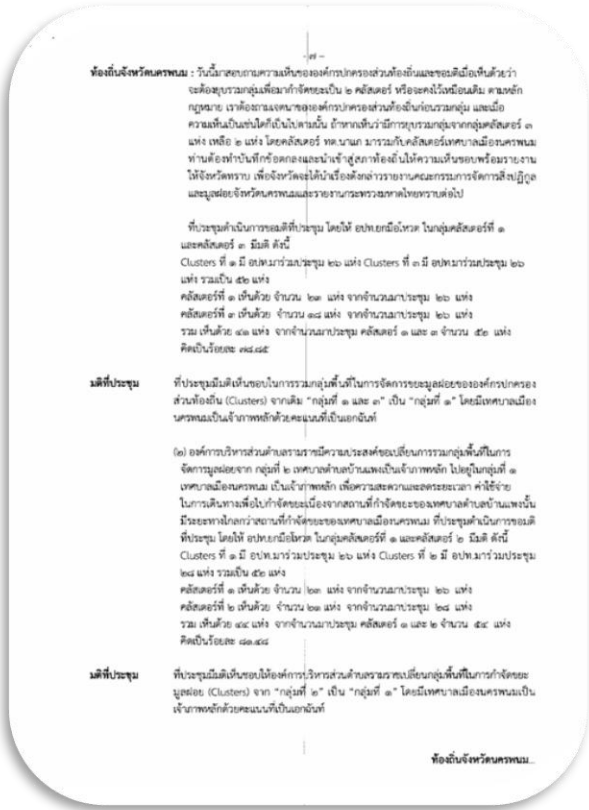 - ๗ -
ท้องถิ่นจังหวัดนครพนม : วันนี้มาสอบถามความเห็นขององค์กรปกครองส่วนท้องถิ่นและขอมติเมื่อเห็นด้วยว่า
จะต้องยุบรวมกลุ่มเพื่อมากำจัดขยะเป็น ๒ คลัสเตอร์ หรือจะคงไว้เหมือนเดิม ตามหลัก
กฎหมาย เราต้องถามเจตนาขององค์กรปกครองส่วนท้องถิ่นก่อนรวมกลุ่ม และเมื่อ
ความเห็นเป็นเช่นใดก็เป็นไปตามนั้น ถ้าหากเห็นว่ามีการยุบรวมกลุ่มจากกลุ่มคลัสเตอร์ ๓
แห่ง เหลือ ๒ แห่ง โดยคลัสเตอร์ ทต.นาแก มารวมกับคลัสเตอร์เทศบาลเมืองนครพนม
ท่านต้องทำบันทึกข้อตกลงและนำเข้าสู่สภาท้องถิ่นให้ความเห็นชอบพร้อมรายงาน
ให้จังหวัดทราบ เพื่อจังหวัดจะได้นำเรื่องดังกล่าวรายงานคณะกรรมการจัดการสิ่งปฏิกูล
และมูลฝอยจังหวัดนครพนมและรายงานกระทรวงมหาดไทยทราบต่อไป
ที่ประชุมดำเนินการขอมติที่ประชุม โดยให้ อปท.ยกมือโหวต ในกลุ่มคลัสเตอร์ที่ ๑
และคลัสเตอร์ ๓ มีมติ ดังนี้
Clusters ที่ ๑ มี อปท.มาร่วมประชุม ๒๖ แห่ง Clusters ที่ ๓ มี อปท.มาร่วมประชุม ๒๖
แห่ง รวมเป็น ๕๒ แห่ง
คลัสเตอร์ที่ ๑ เห็นด้วย จำนวน ๒๓ แห่ง จากจำนวนมาประชุม ๒๖ แห่ง
คลัสเตอร์ที่ ๓ เห็นด้วย จำนวน ๑๘ แห่ง จากจำนวนมาประชุม ๒๖ แห่ง
รวม เห็นด้วย ๔๑ แห่ง จากจำนวนมาประชุม คลัสเตอร์ ๑ และ ๓ จำนวน ๕๒ แห่ง
คิดเป็นร้อยละ ๗๘.๘๕
มติที่ประชุม ที่ประชุมมีมติเห็นชอบในการรวมกลุ่มพื้นที่ในการจัดการขยะมูลฝอยขององค์กรปกครอง
ส่วนท้องถิ่น (Clusters) จากเดิม “กลุ่มที่ ๑ และ ๓” เป็น “กลุ่มที่ ๑” โดยมีเทศบาลเมือง
นครพนมเป็นเจ้าภาพหลักด้วยคะแนนที่เป็นเอกฉันท์
(๒) องค์การบริหารส่วนตำบลรามราชมีความประสงค์ขอเปลี่ยนการรวมกลุ่มพื้นที่ในการ
จัดการมูลฝอยจาก กลุ่มที่ ๒ เทศบาลตำบลบ้านแพงเป็นเจ้าภาพหลัก ไปอยู่ในกลุ่มที่ ๑
เทศบาลเมืองนครพนม เป็นเจ้าภาพหลัก เพื่อความสะดวกและลดระยะเวลา ค่าใช้จ่าย
ในการเดินทางเพื่อไปกำจัดขยะเนื่องจากสถานที่กำจัดขยะของเทศบาลตำบลบ้านแพงนั้น
มีระยะทางไกลกว่าสถานที่กำจัดขยะของเทศบาลเมืองนครพนม ที่ประชุมดำเนินการขอมติ
ที่ประชุม โดยให้ อปท.ยกมือโหวต ในกลุ่มคลัสเตอร์ที่ ๑ และคลัสเตอร์ ๒ มีมติ ดังนี้
Clusters ที่ ๑ มี อปท.มาร่วมประชุม ๒๖ แห่ง Clusters ที่ ๒ มี อปท.มาร่วมประชุม
๒๘ แห่ง รวมเป็น ๕๒ แห่ง
คลัสเตอร์ที่ ๑ เห็นด้วย จำนวน ๒๓ แห่ง จากจำนวนมาประชุม ๒๖ แห่ง
คลัสเตอร์ที่ ๒ เห็นด้วย จำนวน ๒๑ แห่ง จากจำนวนมาประชุม ๒๘ แห่ง
รวม เห็นด้วย ๔๔ แห่ง จากจำนวนมาประชุม คลัสเตอร์ ๑ และ ๒ จำนวน ๕๔ แห่ง
คิดเป็นร้อยละ ๘๑.๔๘
มติที่ประชุม ที่ประชุมมีมติเห็นชอบให้องค์การบริหารส่วนตำบลรามราชเปลี่ยนกลุ่มพื้นที่ในการกำจัดขยะ
มูลฝอย (Clusters) จาก “กลุ่มที่ ๒” เป็น “กลุ่มที่ ๑” โดยมีเทศบาลเมืองนครพนมเป็น
เจ้าภาพหลักด้วยคะแนนที่เป็นเอกฉันท์
ท้องถิ่นจังหวัดนครพนม...